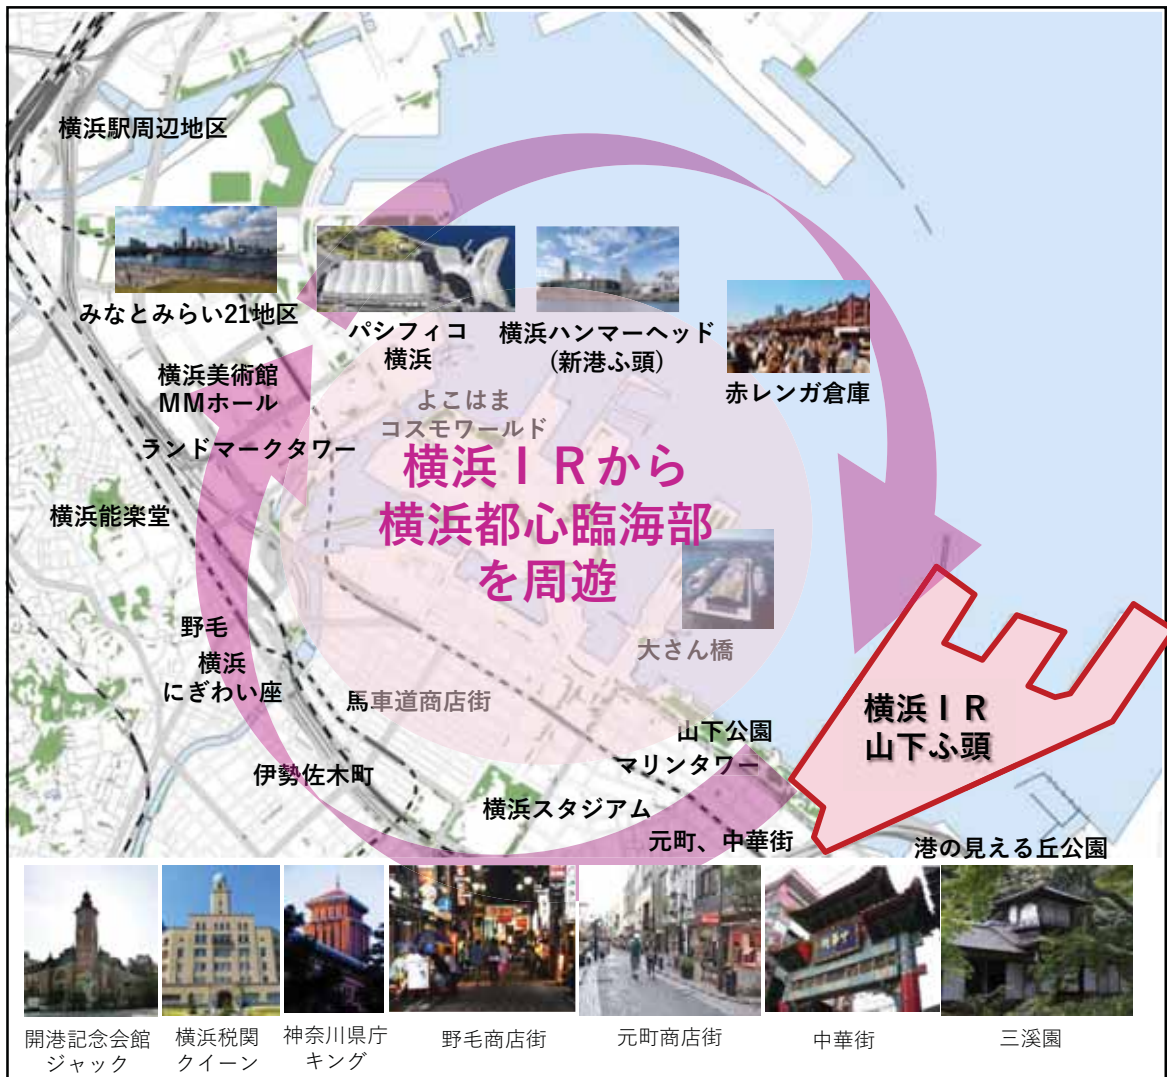 横浜駅周辺地区
みなとみらい21地区
パシフィコ
横浜
横浜ハンマーヘッド
(新港ふ頭)
赤レンガ倉庫
横浜美術館
MMホール
よこはま
コスモワールド
ランドマークタワー
横浜ＩＲから
横浜都心臨海部
を周遊
横浜能楽堂
野毛
横浜
にぎわい座
大さん橋
馬車道商店街
横浜ＩＲ
山下ふ頭
山下公園
マリンタワー
伊勢佐木町
横浜スタジアム
元町、中華街
港の見える丘公園
開港記念会館
ジャック
横浜税関
クイーン
神奈川県庁
キング
野毛商店街
元町商店街
中華街
三溪園